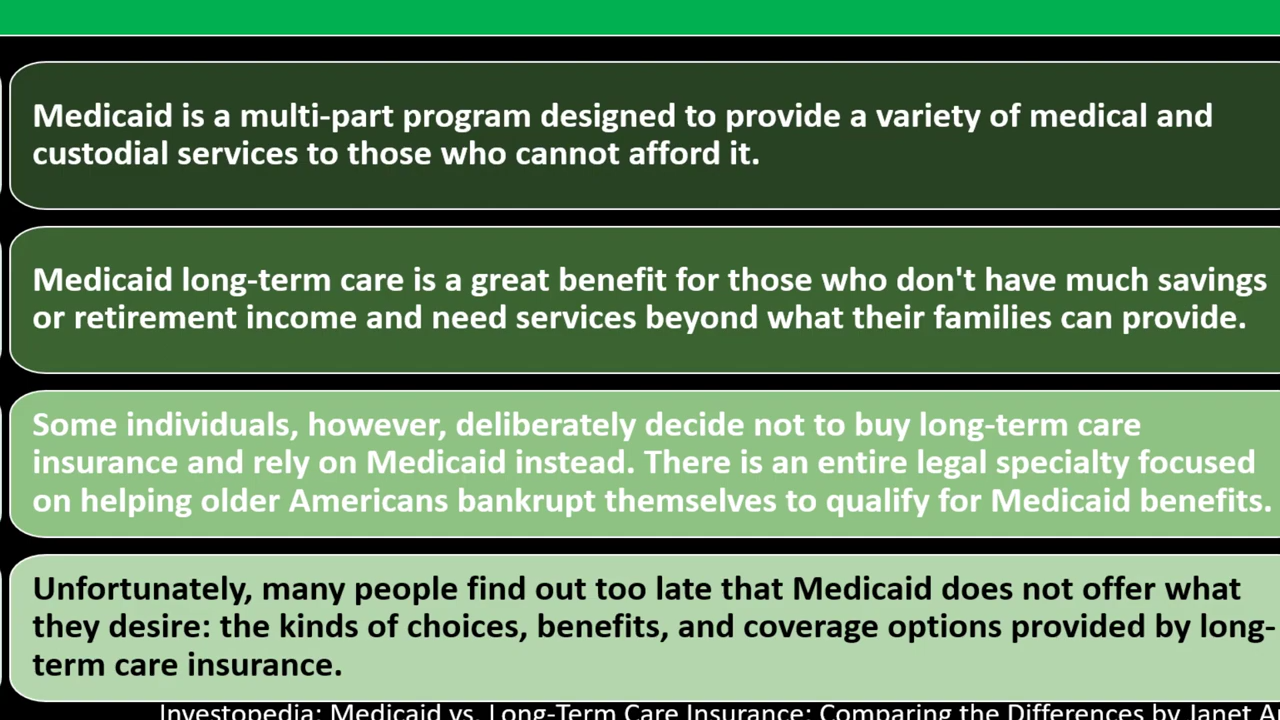 Medicaid is a multi-part program designed to provide a variety of medical and
custodial services to those who cannot afford it.
Medicaid long-term care is a great benefit for those who don't have much savings
or retirement income and need services beyond what their families can provide.
Some individuals, however, deliberately decide not to buy long-term care
insurance and rely on Medicaid instead. There is an entire legal specialty focused
on helping older Americans bankrupt themselves to qualify for Medicaid benefits.
Unfortunately, many people find out too late that Medicaid does not offer what
they desire: the kinds of choices, benefits, and coverage options provided by long-
term care insurance.
Investopedia: Medicaid vs. Long-Term Care Insurance: Comparing the Differences by Janet